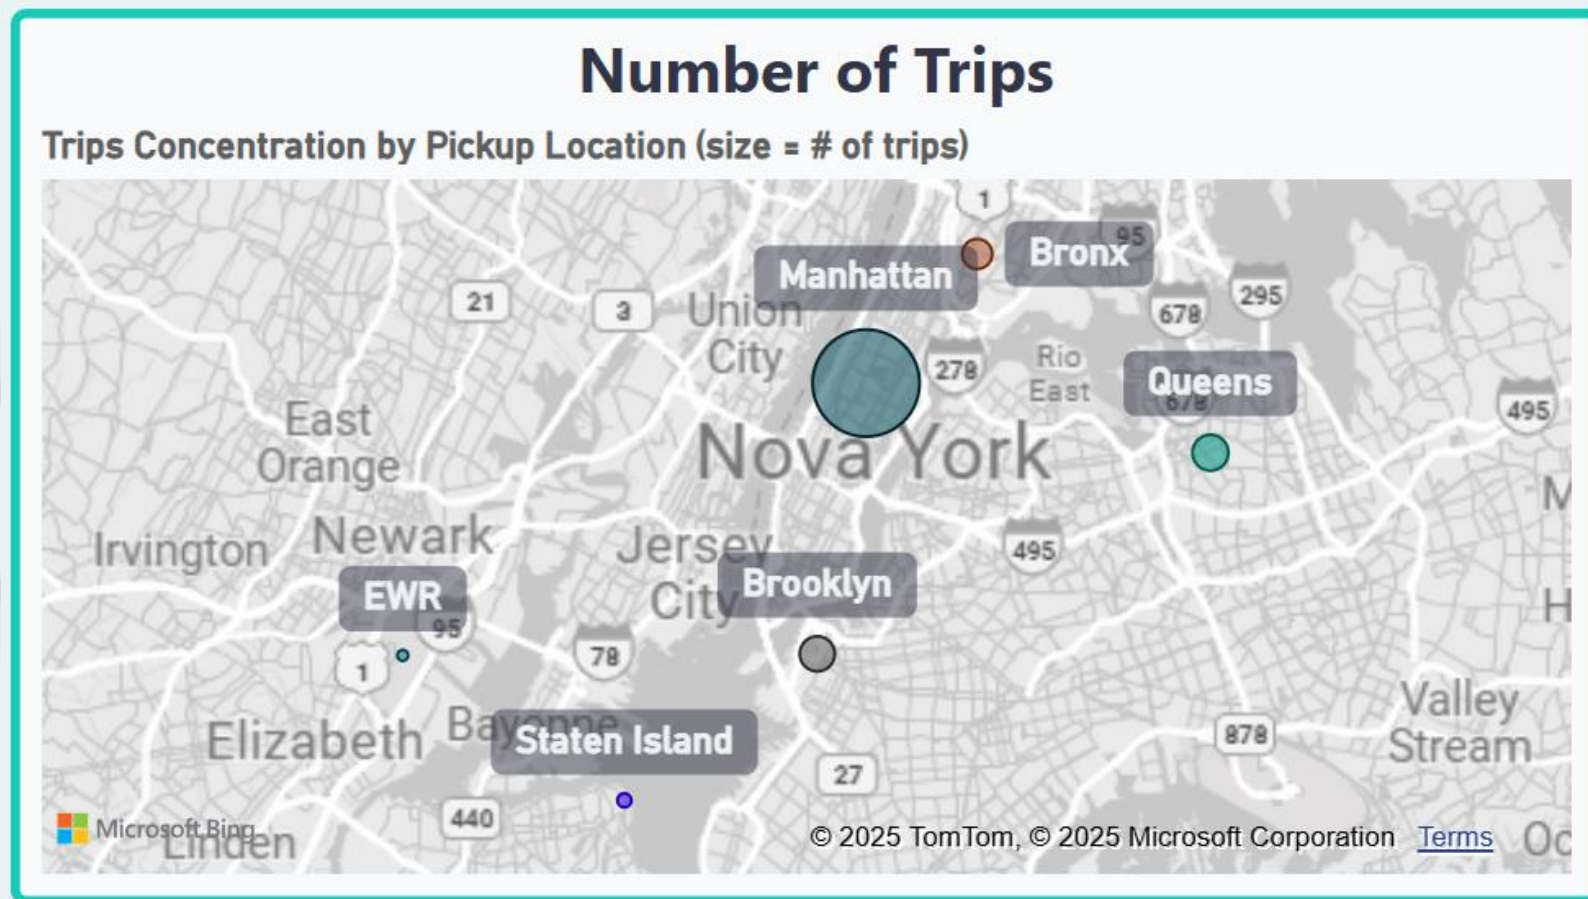 Number of Trips
Trips Concentration by Pickup Location (size = # of trips)
1
95
Bronx
Manhattan
21
3
Union
City
678
295
278
Rio
East
Queens
678
495
East
Orange
Nova York
M
Irvington
Newark
Jersey
City
495
Brooklyn
EWR
95
1
78
H
Elizabeth
Bayonne
Staten Island
Valley
Stream
878
27
440
Microsoft Bing
Linden
© 2025 TomTom, © 2025 Microsoft Corporation Terms
Oc